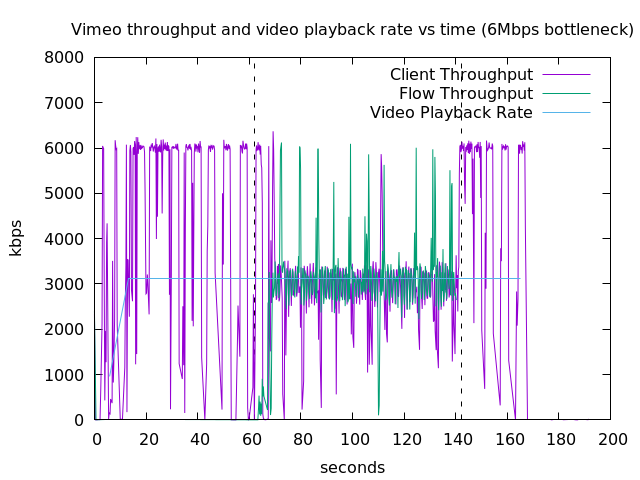 Vimeo throughput and video playback rate vs time (6Mbps bottleneck)
8000
7000
6000
5000
4000
3000
2000
1000
0
kbps
Client Throughput
Flow Throughput
Video Playback Rate
0 20 40 60 80 100 120 140 160 180 200
seconds